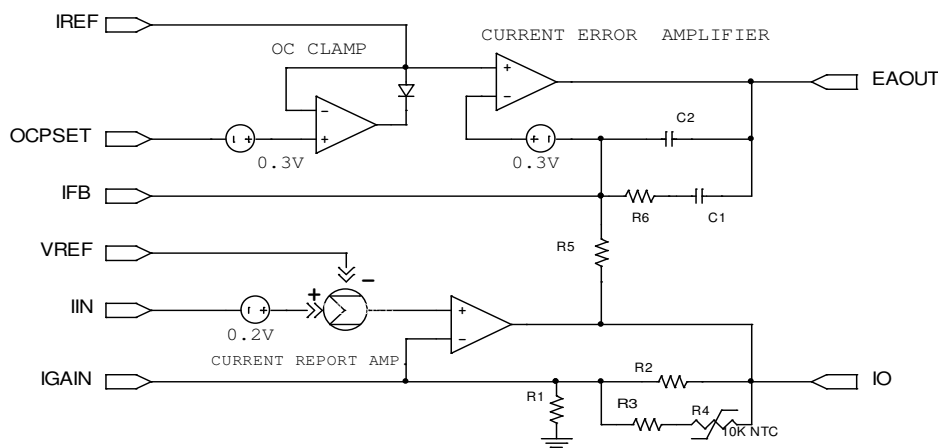 IREF
OC CLAMP
CURRENT ERROR AMPLIFIER
EAOUT
- +
+ -
OCPSET
- +
0.3V
- +
0.3V
C2
IFB
R6
C1
VREF
R5
-
IIN
- +
0.2V
+
+ -
CURRENT REPORT AMP
IGAIN
R1
R2
R3
R4
10K NTC
IO